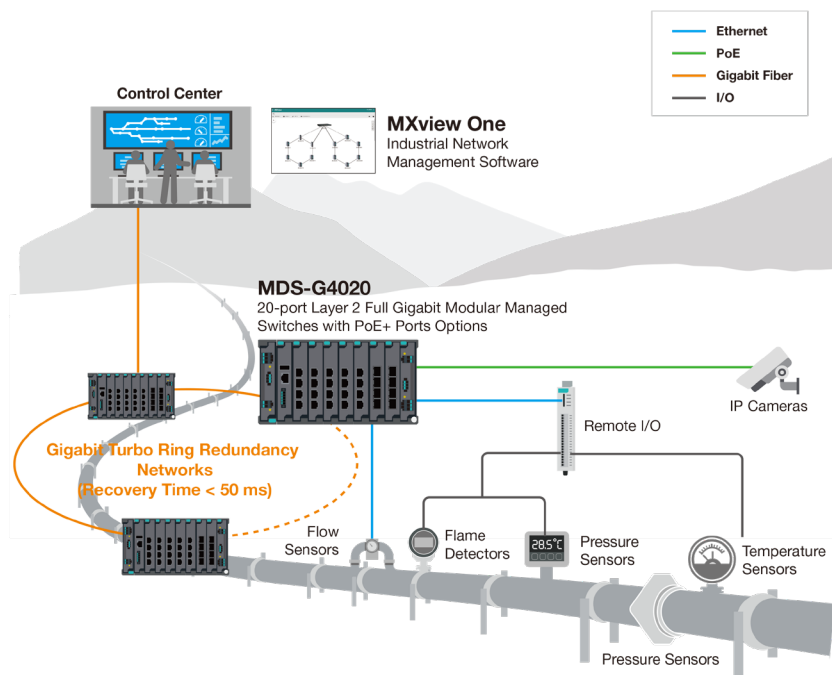 Ethernet
PoE
Gigabit Fiber
I/O
Control Center
MXview One
Industrial Network
Management Software
MDS-G4020
20-port Layer 2 Full Gigabit Modular Managed
Switches with PoE+ Ports Options
IP Cameras
Remote I/O
Gigabit Turbo Ring Redundancy
Networks
(Recovery Time < 50 ms)
Flow
Sensors
Flame
Detectors
28.5°C
Pressure
Sensors
Temperature
Sensors
Pressure Sensors